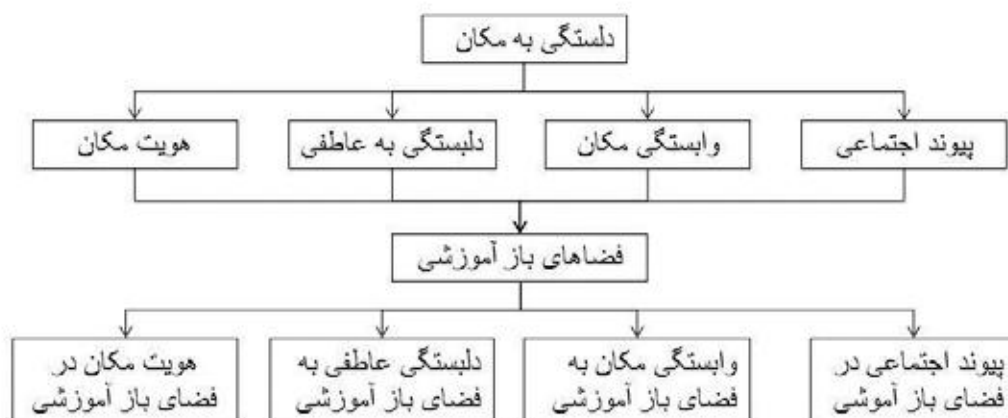 دلستگی به مکان
پیوند اجتماعی
وابستگی مکان
دلبستگی به عاطفی
هویت مکان
فضاهای باز آموزشی
پیوند اجتماعی در
فضای باز آموشی
وابستگی مکان به
فضای باز آموزشی
دلبستگی عاطفی به
فضای باز آموزشی
هویت مکان در
فضای باز آموزشی